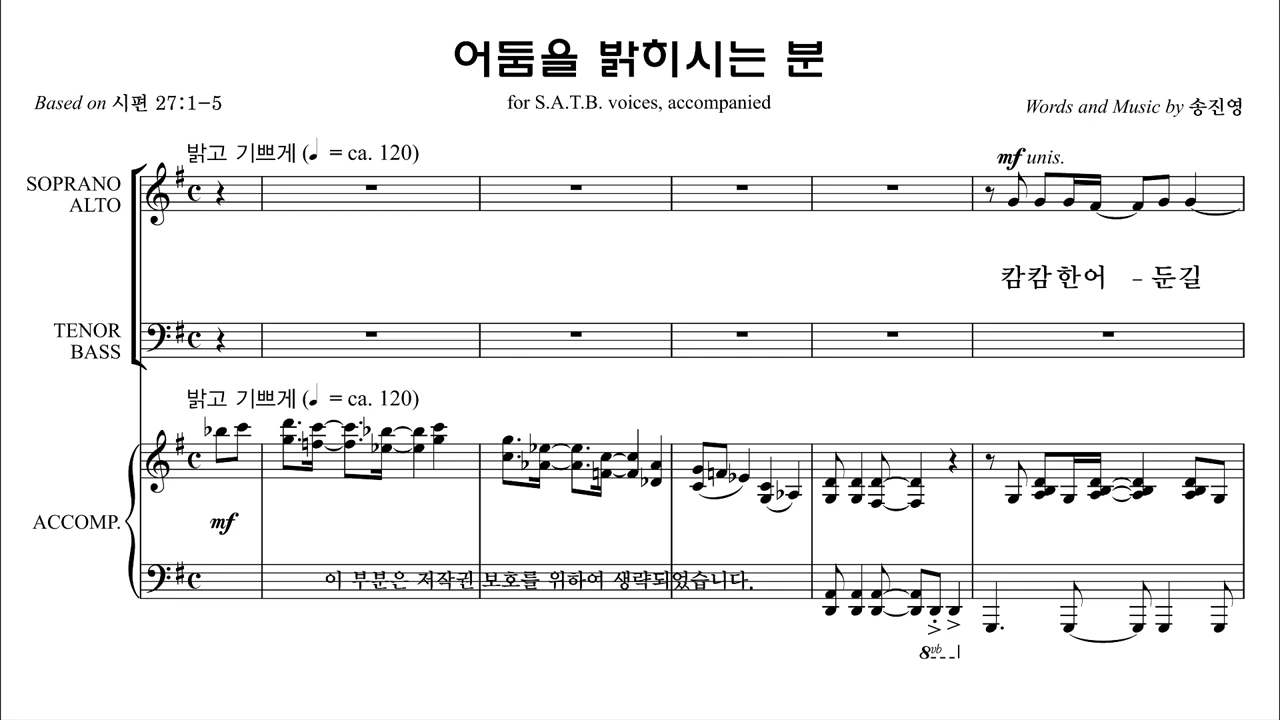 어둠을 밝히시는 분
Based on 시편 27:1-5
for S.A.T.B. voices, accompanied
Words and Music by 송진영
밝고 기쁘게 (♩ = ca. 120)
mf unis.
SOPRANO
ALTO
캄캄한어 - 둔길
TENOR
BASS
밝고 기쁘게 (♩ = ca. 120)
ACCOMP.
mf
이 부분은 저작권 보호를 위하여 생략되었습니다.
8vb